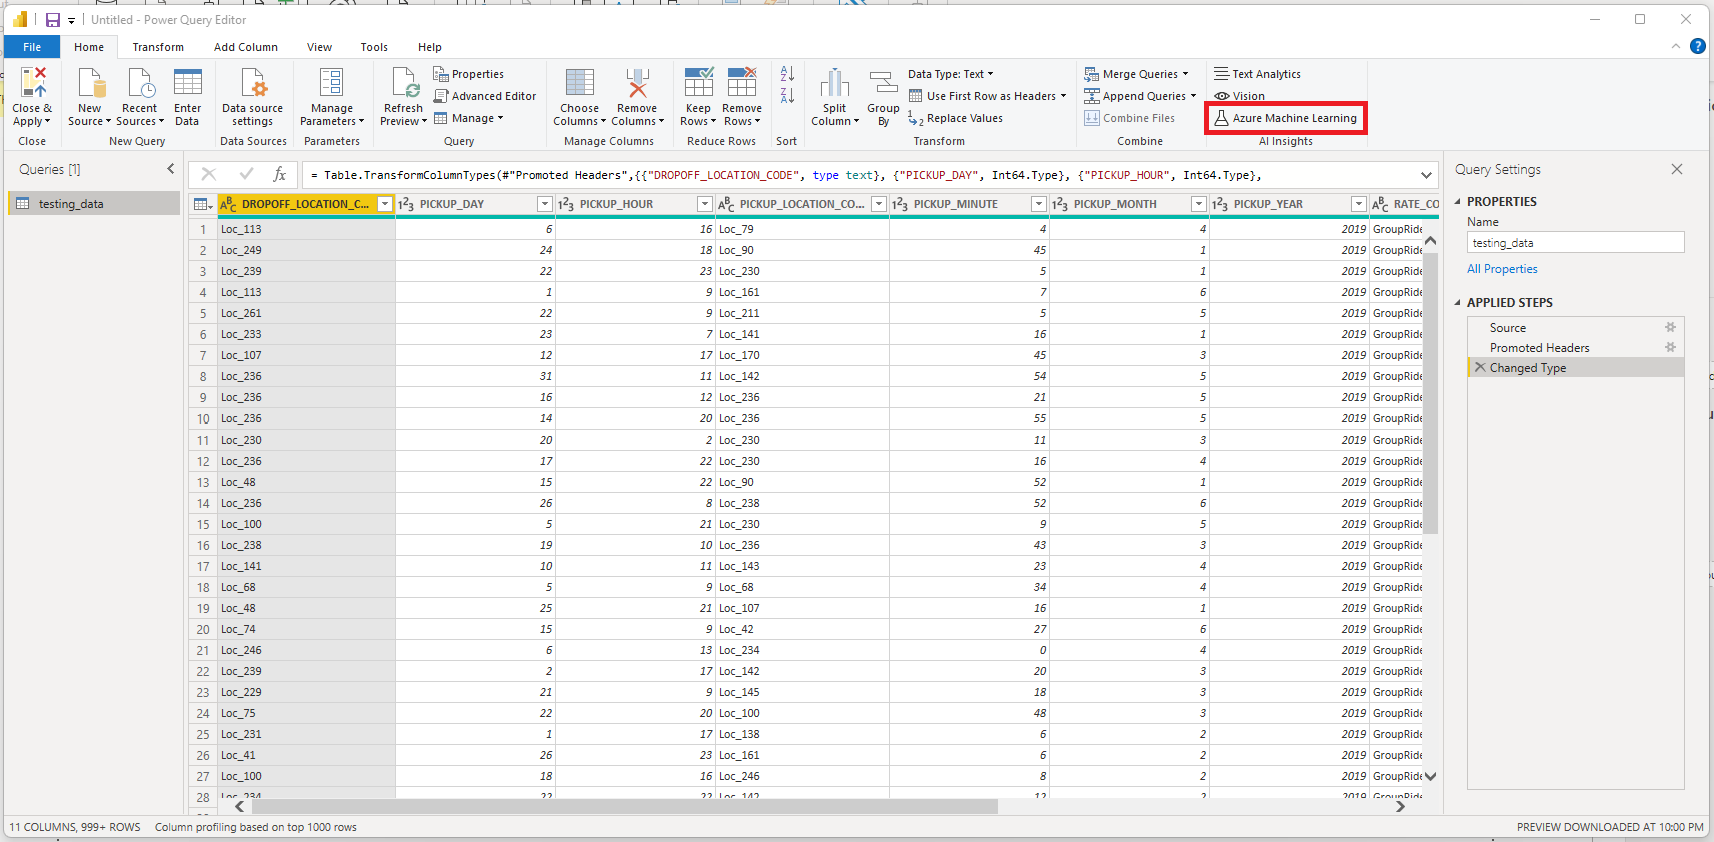 Untitled - Power Query Editor
File Home Transform Add Column View Tools Help
Close & Apply
New Source
Recent Sources
Enter Data
Data source settings
Manage Parameters
Refresh Preview
Properties
Advanced Editor
Manage
Choose Columns
Remove Columns
Keep Rows
Remove Rows
Split Column
Group By
Data Type: Text
Use First Row as Headers
Replace Values
Merge Queries
Append Queries
Combine Files
Text Analytics
Vision
Azure Machine Learning
Close New Query Data Sources Parameters Query Manage Columns Reduce Rows Sort Transform Combine AI Insights
Queries [1]
testing_data
= Table.TransformColumnTypes(#"Promoted Headers",{{"DROPOFF_LOCATION_CODE", type text}, {"PICKUP_DAY", Int64.Type}, {"PICKUP_HOUR", Int64.Type},
DROPOFF_LOCATION_C... PICKUP_DAY PICKUP_HOUR PICKUP_LOCATION_CO... PICKUP_MINUTE PICKUP_MONTH PICKUP_YEAR RATE_CO
1 Loc_113 6 16 Loc_79 4 4 2019 GroupRide
2 Loc_249 24 18 Loc_90 45 1 2019 GroupRide
3 Loc_239 22 23 Loc_230 5 1 2019 GroupRide
4 Loc_113 1 9 Loc_161 7 6 2019 GroupRide
5 Loc_261 22 9 Loc_211 5 5 2019 GroupRide
6 Loc_233 23 7 Loc_141 16 1 2019 GroupRide
7 Loc_107 12 17 Loc_170 45 3 2019 GroupRide
8 Loc_236 31 11 Loc_142 54 5 2019 GroupRide
9 Loc_236 16 12 Loc_236 21 5 2019 GroupRide
10 Loc_236 14 20 Loc_236 55 5 2019 GroupRide
11 Loc_230 20 2 Loc_230 11 3 2019 GroupRide
12 Loc_236 17 22 Loc_230 16 4 2019 GroupRide
13 Loc_48 15 22 Loc_90 52 1 2019 GroupRide
14 Loc_236 26 8 Loc_238 52 6 2019 GroupRide
15 Loc_100 5 21 Loc_230 9 5 2019 GroupRide
16 Loc_238 19 10 Loc_236 43 3 2019 GroupRide
17 Loc_141 10 11 Loc_143 23 4 2019 GroupRide
18 Loc_68 5 9 Loc_68 34 4 2019 GroupRide
19 Loc_48 25 21 Loc_107 16 1 2019 GroupRide
20 Loc_74 15 9 Loc_42 27 6 2019 GroupRide
21 Loc_246 6 13 Loc_234 0 4 2019 GroupRide
22 Loc_239 2 17 Loc_142 20 3 2019 GroupRide
23 Loc_229 21 9 Loc_145 18 3 2019 GroupRide
24 Loc_75 22 20 Loc_100 48 3 2019 GroupRide
25 Loc_231 1 17 Loc_138 6 2 2019 GroupRide
26 Loc_41 26 23 Loc_161 6 2 2019 GroupRide
27 Loc_100 18 16 Loc_246 8 2 2019 GroupRide
28 Loc_234 22 22 Loc_142 12 2 2019 GroupRide
Query Settings
PROPERTIES
Name
testing_data
All Properties
APPLIED STEPS
Source
Promoted Headers
Changed Type
11 COLUMNS, 999+ ROWS Column profiling based on top 1000 rows PREVIEW DOWNLOADED AT 10:00 PM